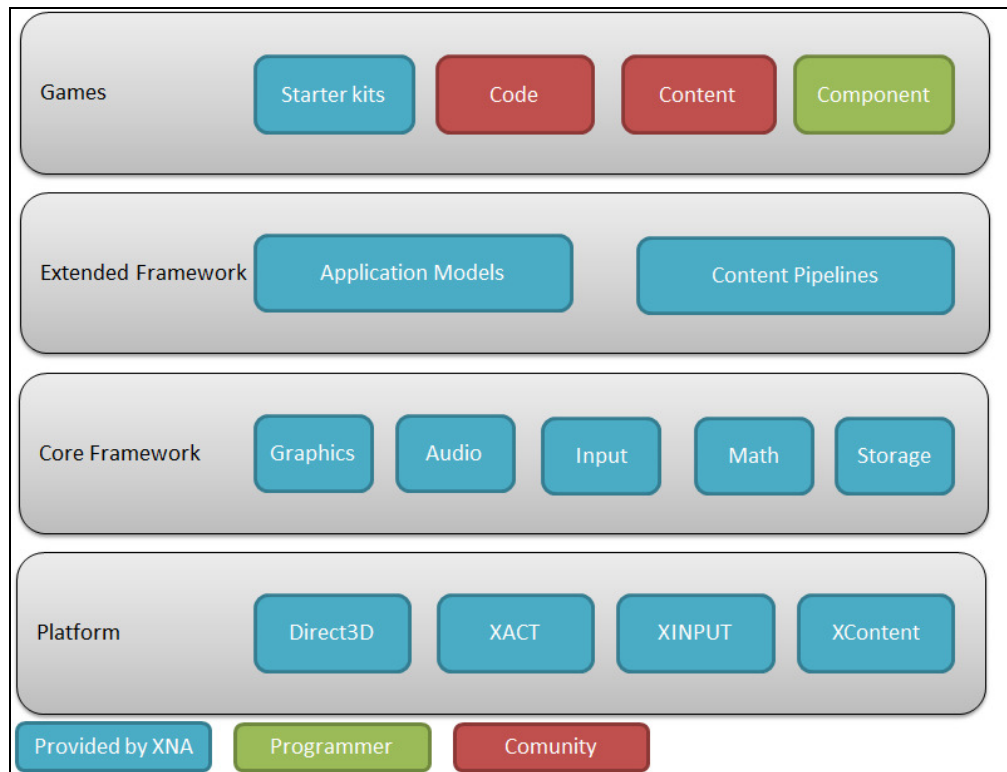 Games
Starter kits
Code
Content
Component
Extended Framework
Application Models
Content Pipelines
Core Framework
Graphics
Audio
Input
Math
Storage
Platform
Direct3D
XACT
XINPUT
XContent
Provided by XNA
Programmer
Comunity